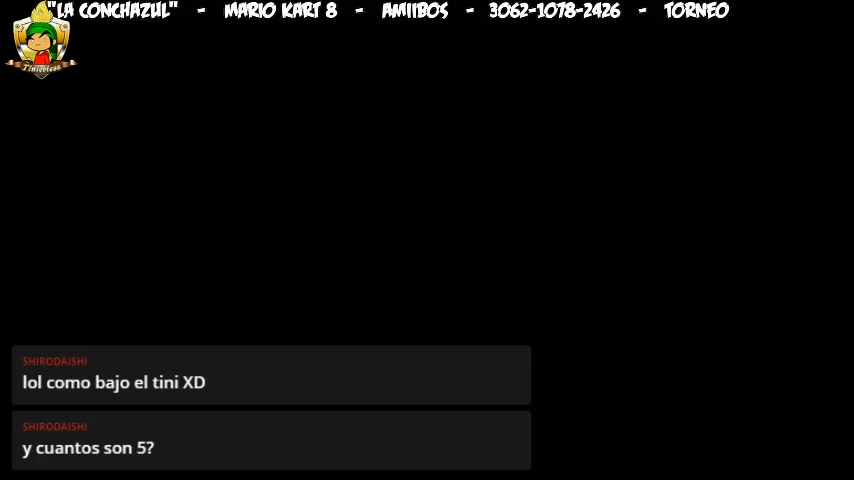 "LA CONCHAZUL" - MARIO KART 8 - AMIIBOS - 3062-1078-2426 - TORNEO
Tiniobless
SHIRODAISHI
lol como bajo el tini XD
SHIRODAISHI
y cuantos son 5?